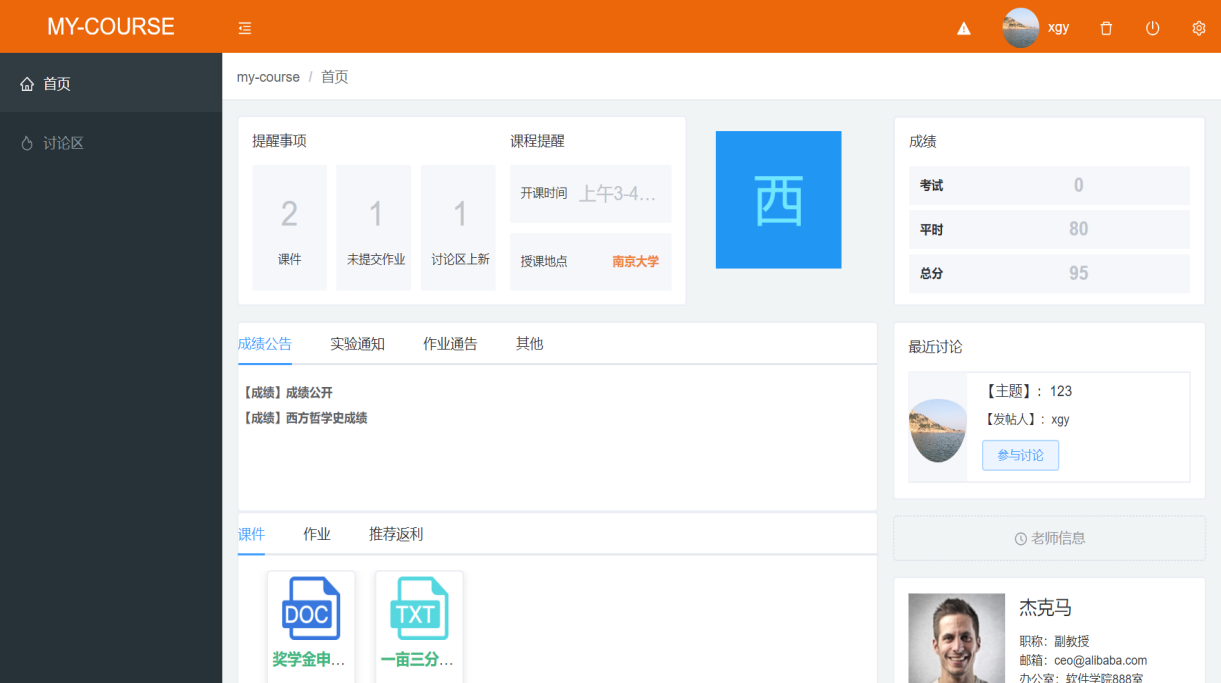 MY-COURSE
xgy
首页
讨论区
my-course / 首页
提醒事项
2
课件
1
未提交作业
1
讨论区上新
课程提醒
开课时间 上午3-4...
授课地点 南京大学
西
成绩
考试 0
平时 80
总分 95
成绩公告 实验通知 作业通告 其他
【成绩】成绩公开
【成绩】西方哲学史成绩
最近讨论
【主题】: 123
【发帖人】: xgy
参与讨论
课件 作业 推荐返利
DOC
奖学金申...
TXT
一亩三分...
老师信息
杰克马
职称: 副教授
邮箱: ceo@alibaba.com
办公室: 软件学院888室